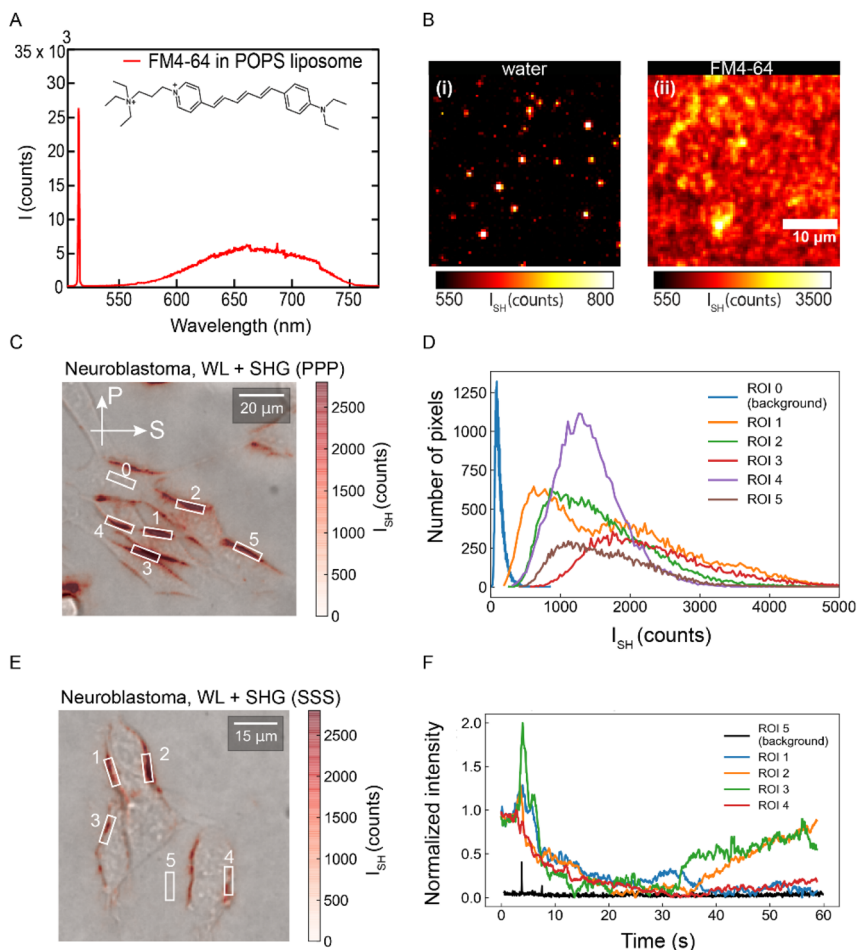 A
35 x 10
3
FM4-64 in POPS liposome
N
+
N
+
N
30
25
20
15
10
5
0
I (counts)
550 600 650 700 750
Wavelength (nm)
B
water
(i)
550 800
I_SH (counts)
FM4-64
(ii)
10 µm
550 3500
I_SH (counts)
C
Neuroblastoma, WL + SHG (PPP)
P
S
20 µm
0
2
1
4
3
5
2500
2000
1500
1000
500
0
I_SH (counts)
D
1250
1000
750
500
250
0
Number of pixels
ROI 0
(background)
ROI 1
ROI 2
ROI 3
ROI 4
ROI 5
0 1000 2000 3000 4000 5000
I_SH (counts)
E
Neuroblastoma, WL + SHG (SSS)
15 µm
1
2
3
5
4
2500
2000
1500
1000
500
0
I_SH (counts)
F
2.0
1.5
1.0
0.5
0.0
Normalized intensity
ROI 5
(background)
ROI 1
ROI 2
ROI 3
ROI 4
0 10 20 30 40 50 60
Time (s)